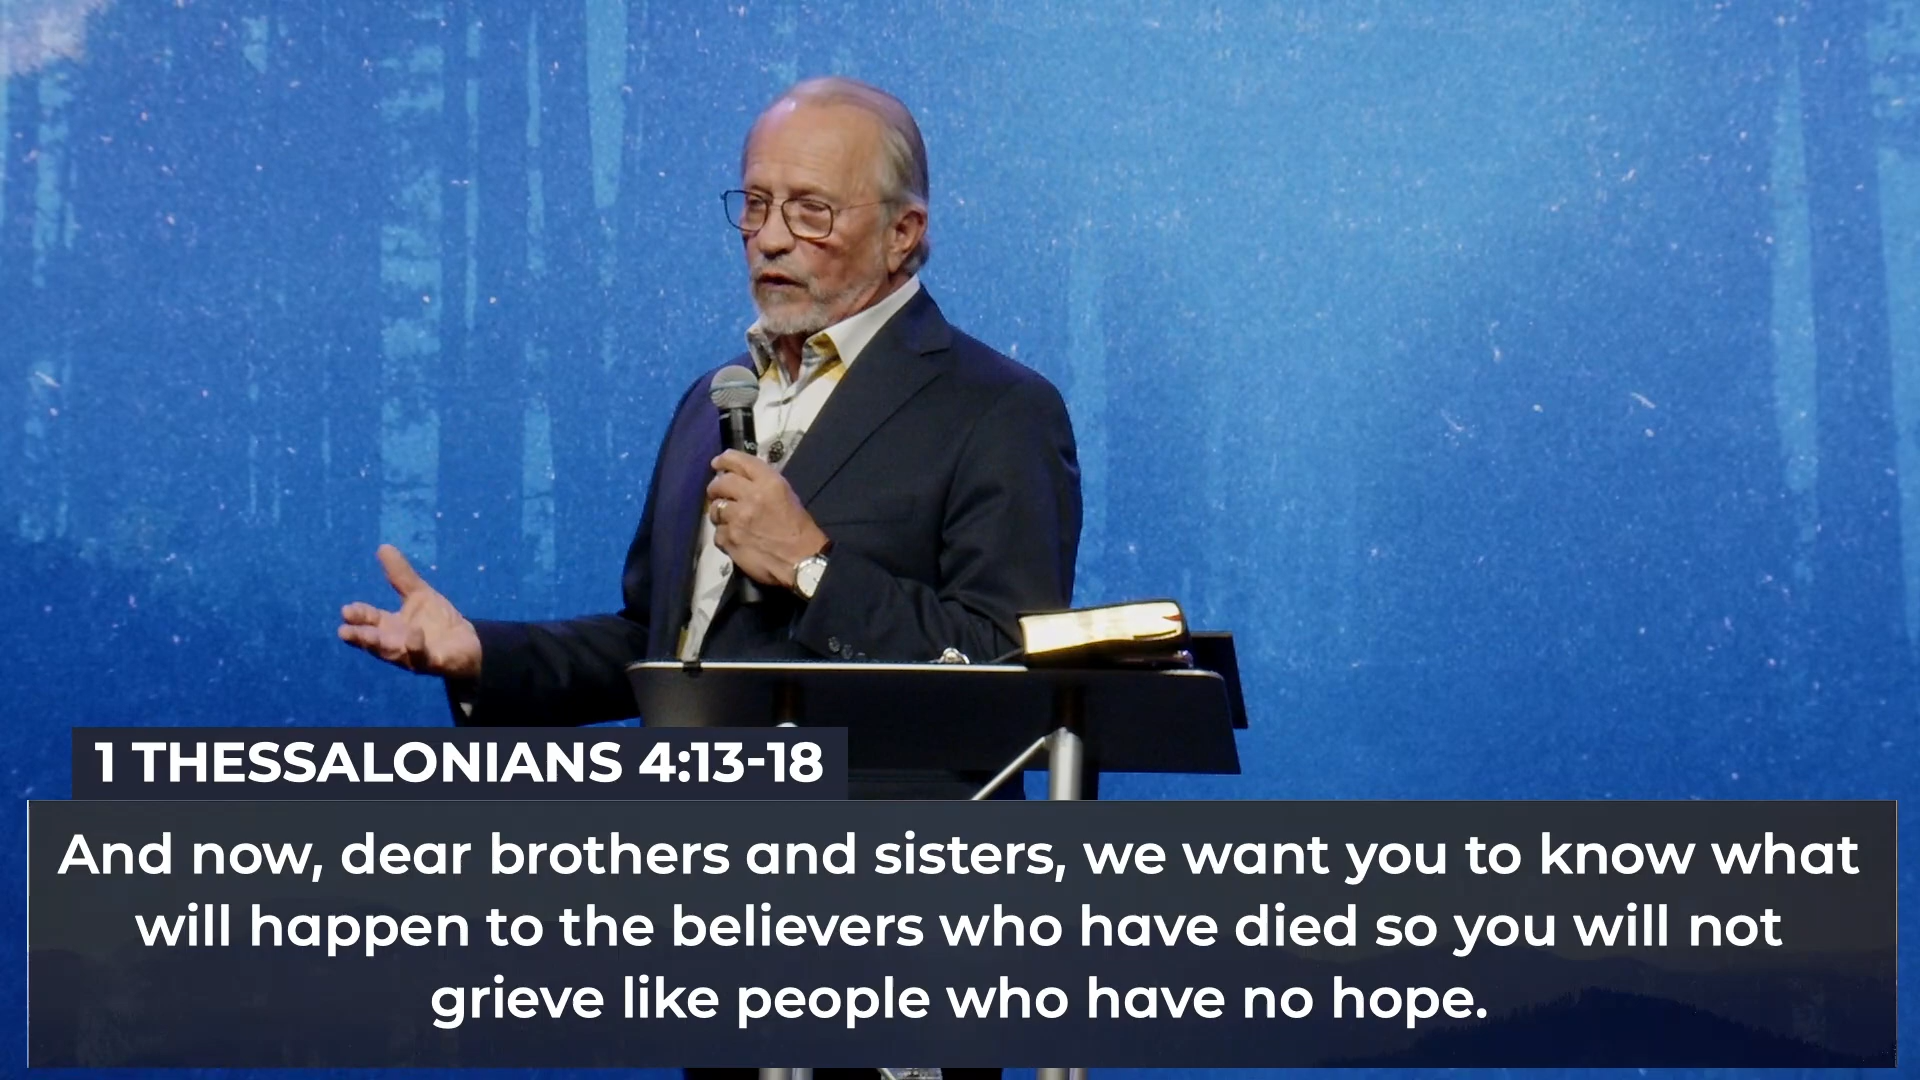 1 THESSALONIANS 4:13-18
And now, dear brothers and sisters, we want you to know what
will happen to the believers who have died so you will not
grieve like people who have no hope.